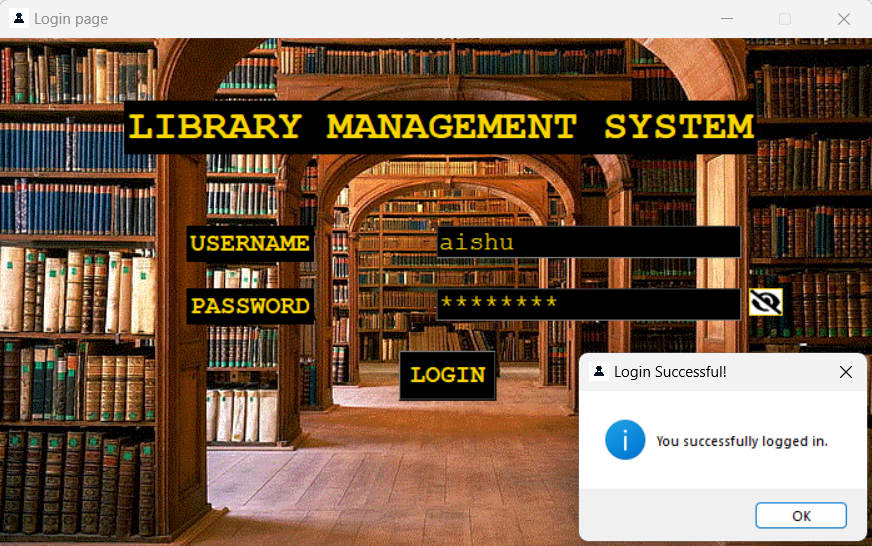 Login page
LIBRARY MANAGEMENT SYSTEM
USERNAME
aishu
PASSWORD
********
LOGIN
Login Successful!
You successfully logged in.
OK